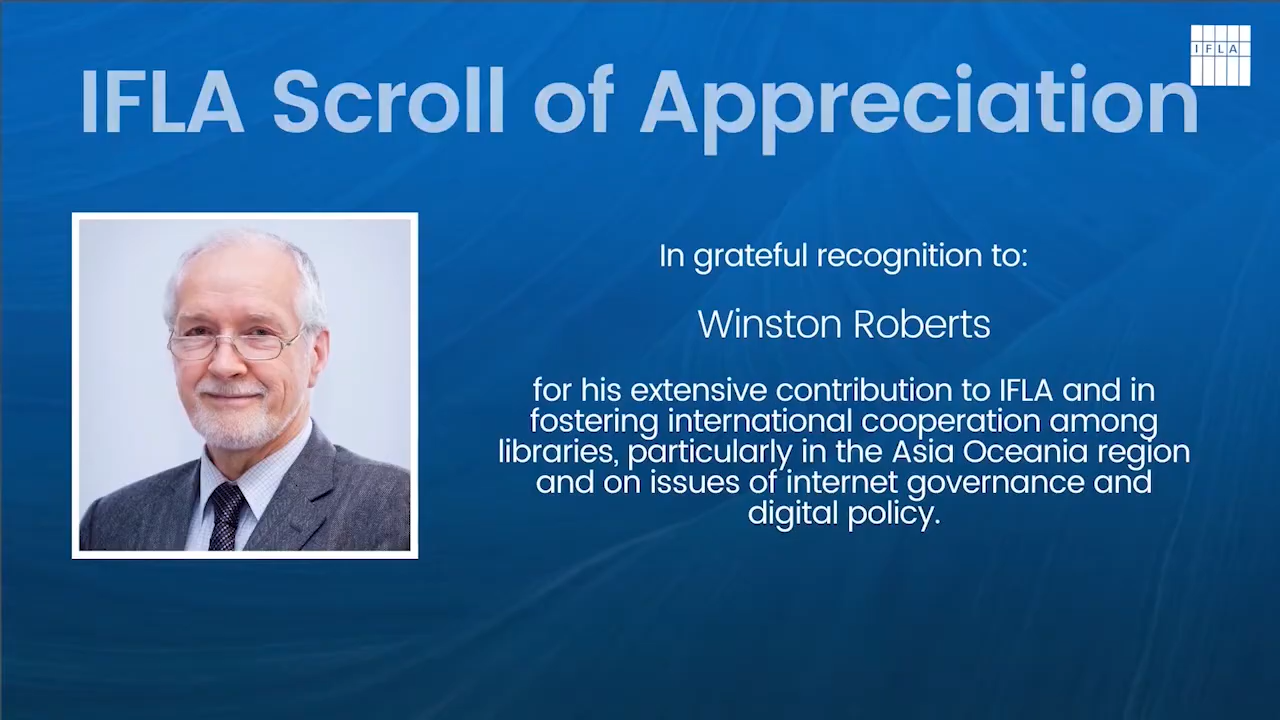 IFLA
IFLA Scroll of Appreciation
In grateful recognition to:
Winston Roberts
for his extensive contribution to IFLA and in
fostering international cooperation among
libraries, particularly in the Asia Oceania region
and on issues of internet governance and
digital policy.